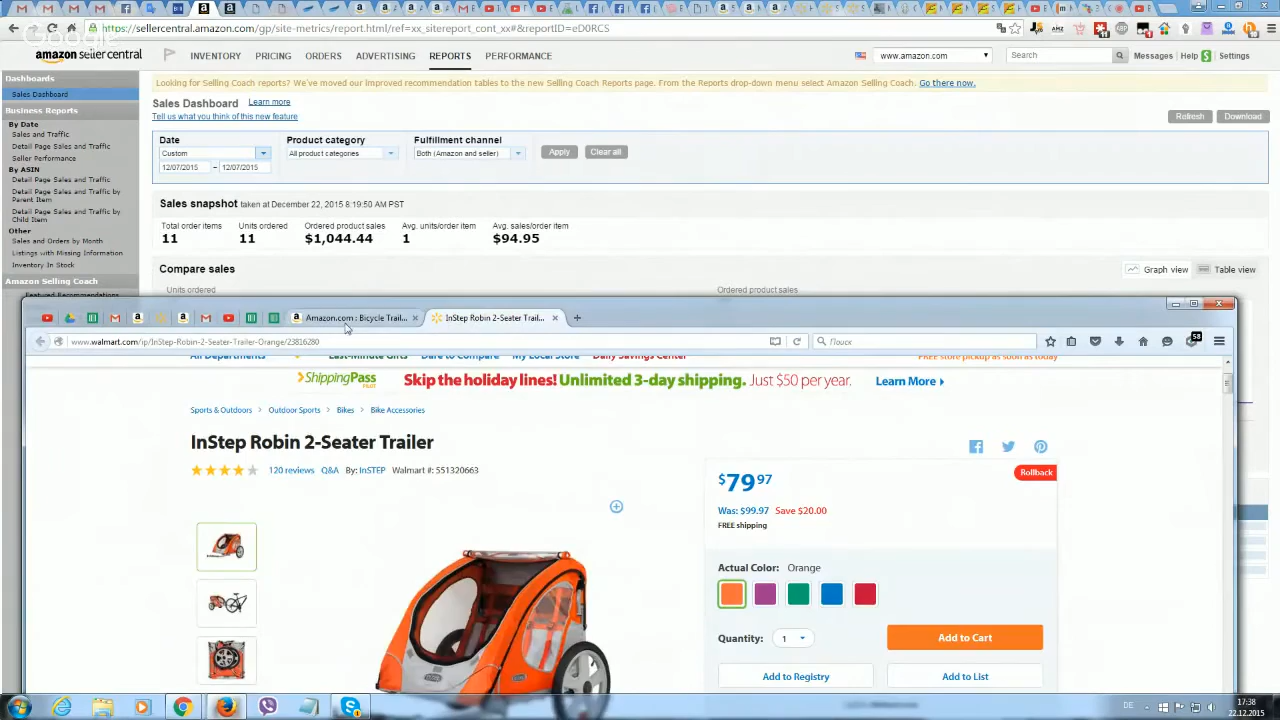 https://sellercentral.amazon.com/gp/site-metrics/report.html/ref=xx_sitereport_cont_xx#&reportID=eD0RCS
amazon seller central INVENTORY PRICING ORDERS ADVERTISING REPORTS PERFORMANCE www.amazon.com Search Messages Help Settings
Dashboards
Sales Dashboard
Business Reports
By Date
Sales and Traffic
Detail Page Sales and Traffic
Seller Performance
By ASIN
Detail Page Sales and Traffic
Detail Page Sales and Traffic by
Parent Item
Detail Page Sales and Traffic by
Child Item
Other
Sales and Orders by Month
Listings with Missing Information
Inventory In Stock
Amazon Selling Coach
Featured Recommendations
Looking for Selling Coach reports? We've moved our improved recommendation tables to the new Selling Coach Reports page. From the Reports drop-down menu select Amazon Selling Coach. Go there now.
Sales Dashboard Learn more
Tell us what you think of this new feature
Refresh Download
Date Product category Fulfillment channel
Custom All product categories Both (Amazon and seller) Apply Clear all
12/07/2015 – 12/07/2015
Sales snapshot taken at December 22, 2015 8:19:50 AM PST
Total order items Units ordered Ordered product sales Avg. units/order item Avg. sales/order item
11 11 $1,044.44 1 $94.95
Compare sales Graph view Table view
Units ordered Ordered product sales
Amazon.com : Bicycle Trail... InStep Robin 2-Seater Trail...
www.walmart.com/ip/InStep-Robin-2-Seater-Trailer-Orange/23816280 Поиск 58
All Departments Last-Minute Gifts Dare to Compare My Local Store Daily Savings Center FREE store pickup as soon as today
ShippingPass PILOT Skip the holiday lines! Unlimited 3-day shipping. Just $50 per year. Learn More
Sports & Outdoors Outdoor Sports Bikes Bike Accessories
InStep Robin 2-Seater Trailer
120 reviews Q&A By: InSTEP Walmart #: 551320663
Rollback
$79 97
Was: $99.97 Save $20.00
FREE shipping
Actual Color: Orange
Quantity: 1 Add to Cart
Add to Registry Add to List
DE 17:38
22.12.2015